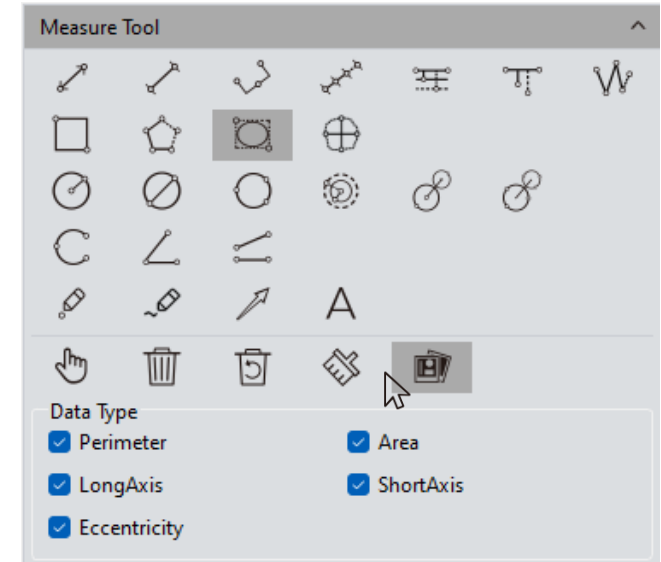 Measure Tool
A
Data Type
Perimeter
Area
LongAxis
ShortAxis
Eccentricity